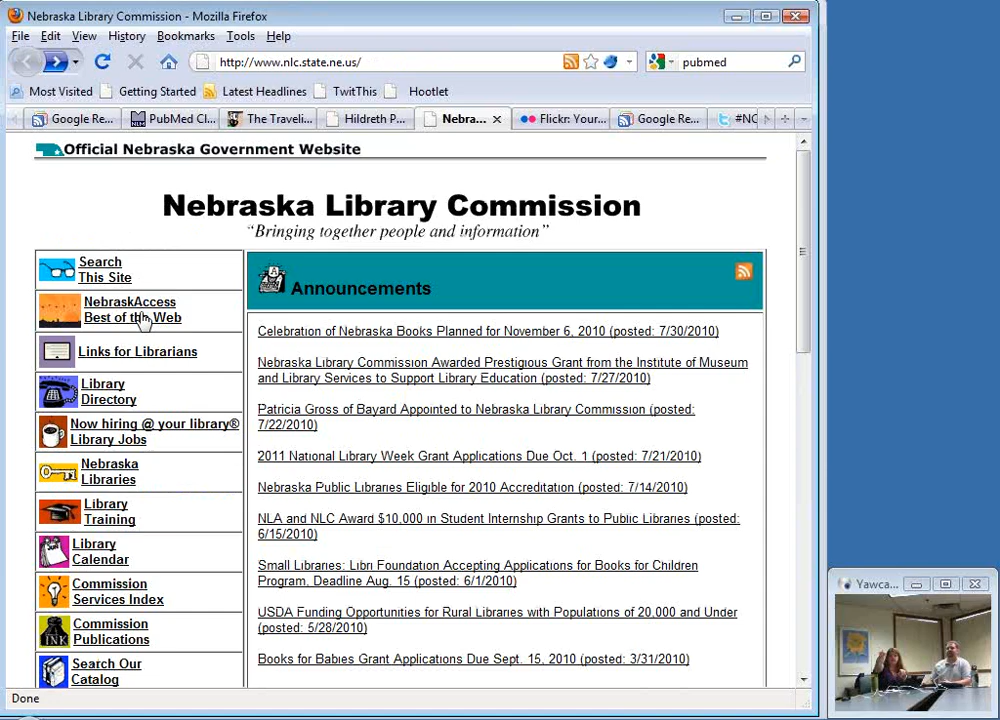 Nebraska Library Commission - Mozilla Firefox
File Edit View History Bookmarks Tools Help
http://www.nlc.state.ne.us/
pubmed
Most Visited Getting Started Latest Headlines TwitThis Hootlet
Google Re...
PubMed Cl...
The Traveli...
Hildreth P...
Nebra...
Flickr: Your...
Google Re...
#NC
Official Nebraska Government Website
Nebraska Library Commission
“Bringing together people and information”
Search
This Site
NebraskAccess
Best of the Web
Links for Librarians
Library
Directory
Now hiring @ your library®
Library Jobs
Nebraska
Libraries
Library
Training
Library
Calendar
Commission
Services Index
INK
Commission
Publications
Search Our
Catalog
Announcements
Celebration of Nebraska Books Planned for November 6, 2010 (posted: 7/30/2010)
Nebraska Library Commission Awarded Prestigious Grant from the Institute of Museum
and Library Services to Support Library Education (posted: 7/27/2010)
Patricia Gross of Bayard Appointed to Nebraska Library Commission (posted:
7/22/2010)
2011 National Library Week Grant Applications Due Oct. 1 (posted: 7/21/2010)
Nebraska Public Libraries Eligible for 2010 Accreditation (posted: 7/14/2010)
NLA and NLC Award $10,000 in Student Internship Grants to Public Libraries (posted:
6/15/2010)
Small Libraries: Libri Foundation Accepting Applications for Books for Children
Program, Deadline Aug. 15 (posted: 6/1/2010)
USDA Funding Opportunities for Rural Libraries with Populations of 20,000 and Under
(posted: 5/28/2010)
Books for Babies Grant Applications Due Sept. 15, 2010 (posted: 3/31/2010)
Done
Yawca...